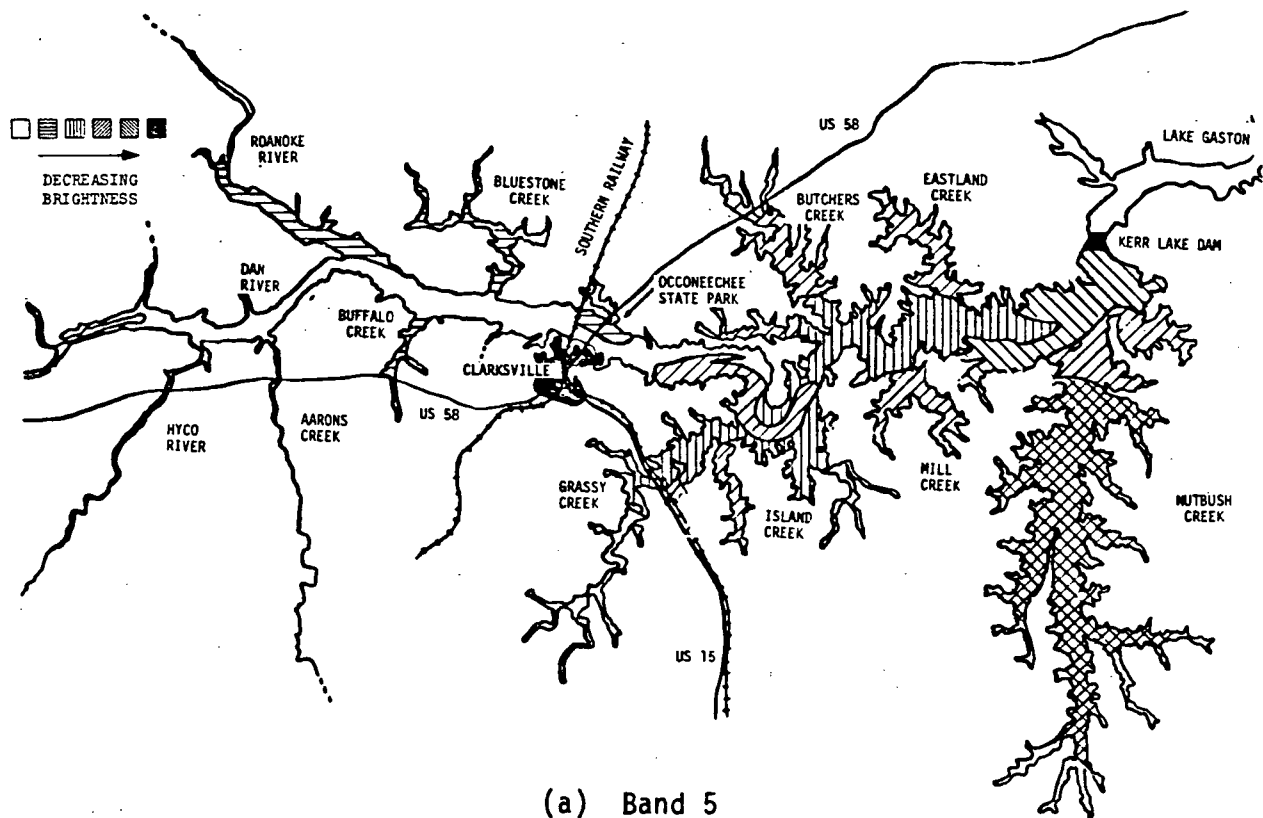 US 58
LAKE GASTON
ROANOKE
RIVER
DECREASING
BRIGHTNESS
BLUESTONE
CREEK
SOUTHERN RAILWAY
BUTCHERS
CREEK
EASTLAND
CREEK
KERR LAKE DAM
DAN
RIVER
OCCONEECHEE
STATE PARK
BUFFALO
CREEK
CLARKSVILLE
US 58
HYCO
RIVER
AARONS
CREEK
GRASSY
CREEK
ISLAND
CREEK
MILL
CREEK
NUTBUSH
CREEK
US 15
(a) Band 5